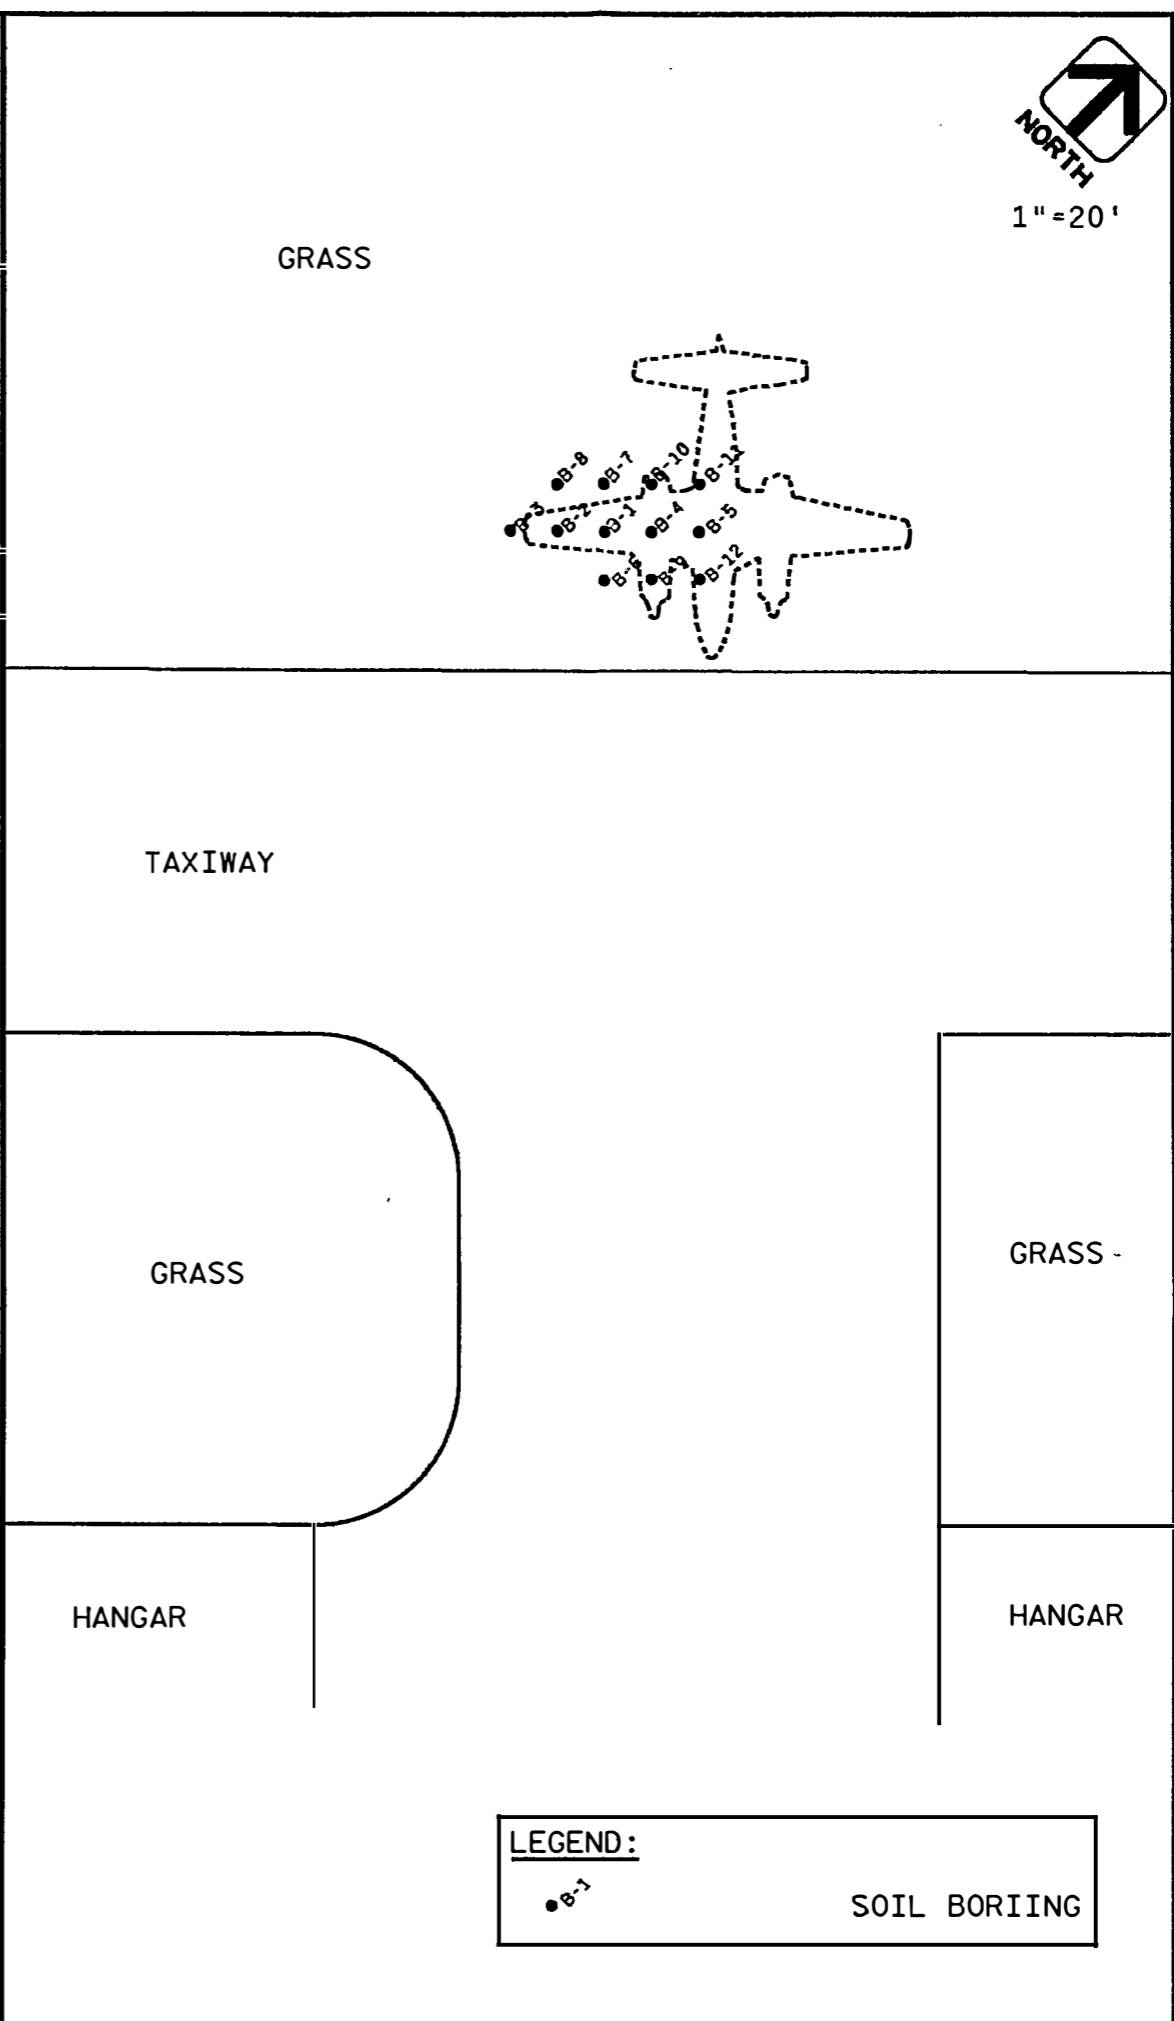 NORTH
1"=20'
GRASS
B-8
B-7
B-10
B-11
B-3
B-2
B-1
B-4
B-5
B-6
B-9
B-12
TAXIWAY
GRASS
GRASS
HANGAR
HANGAR
LEGEND:
B-1
SOIL BORIING